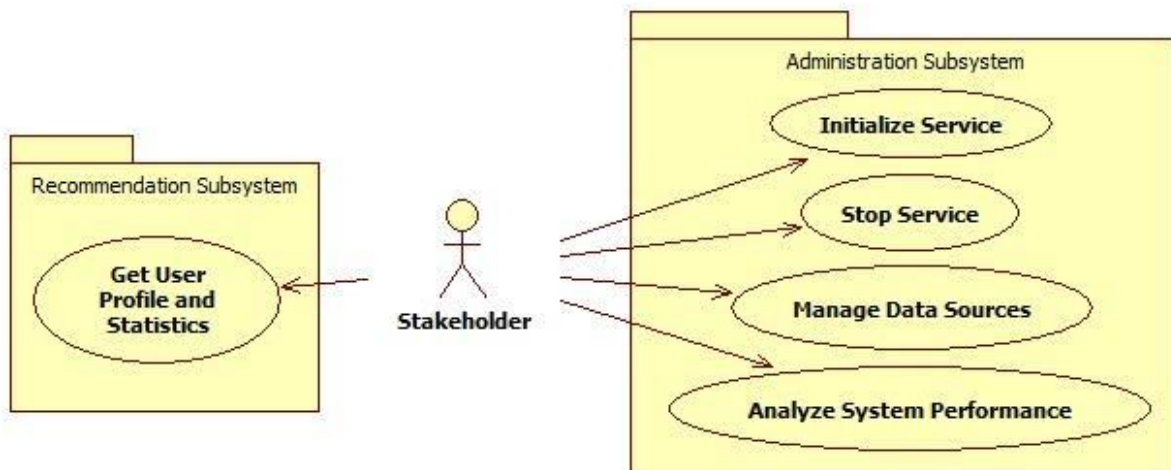 Recommendation Subsystem
Get User
Profile and
Statistics
Stakeholder
Administration Subsystem
Initialize Service
Stop Service
Manage Data Sources
Analyze System Performance